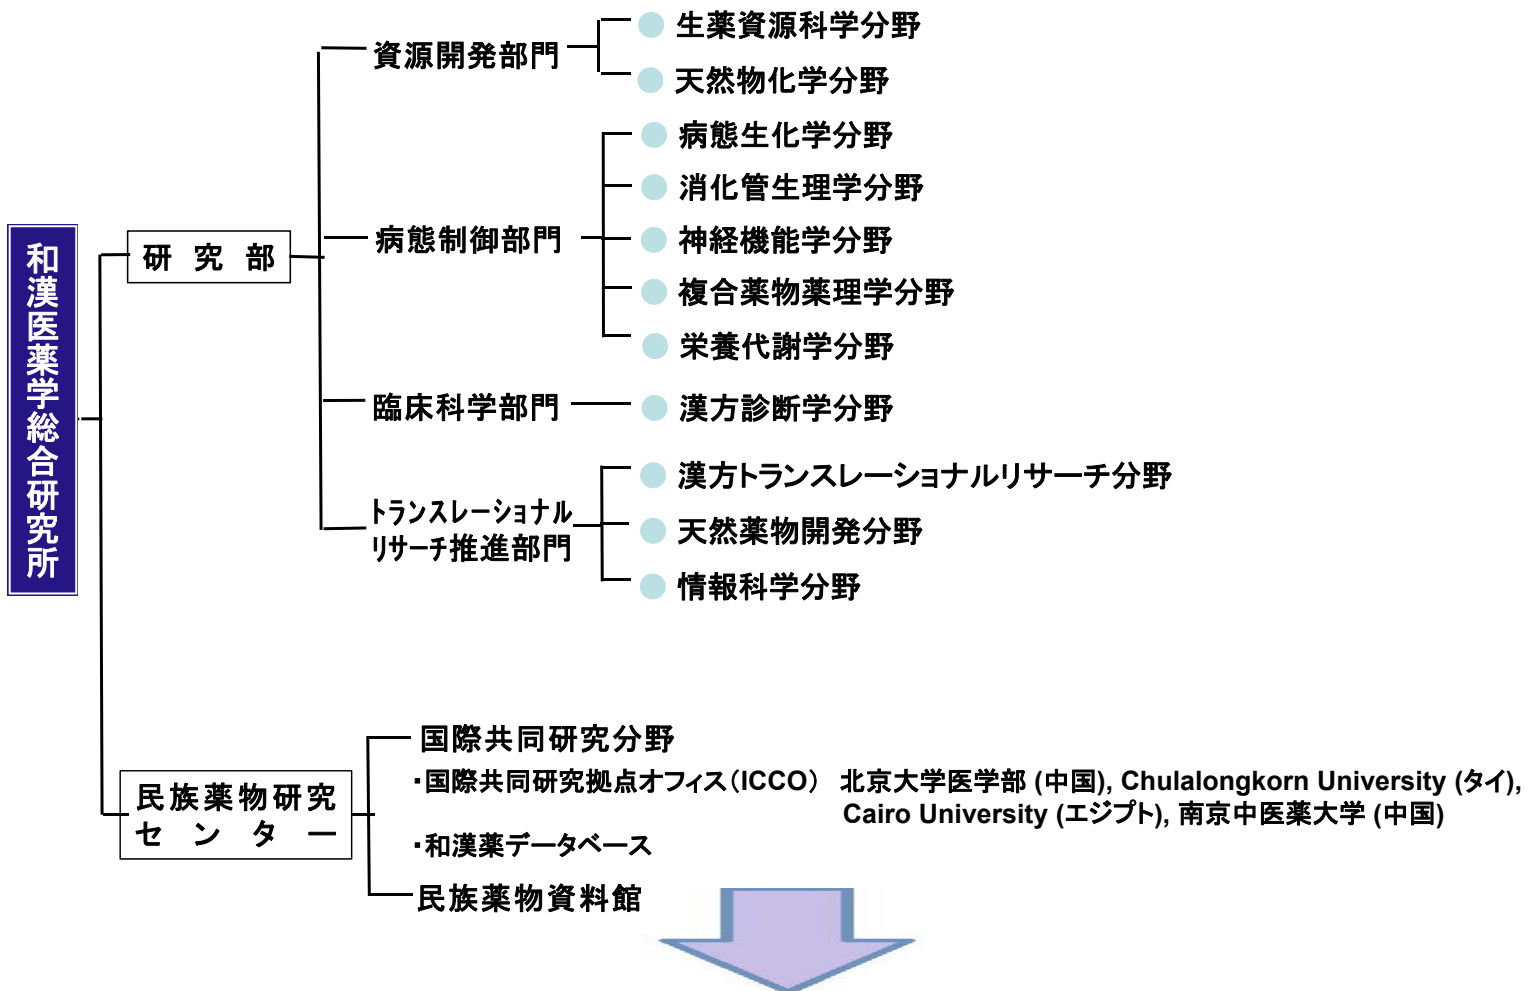 和漢医薬学総合研究所
研究部
資源開発部門
生薬資源科学分野
天然物化学分野
病態制御部門
病態生化学分野
消化管生理学分野
神経機能学分野
複合薬物薬理学分野
栄養代謝学分野
臨床科学部門
漢方診断学分野
トランスレーショナル
リサーチ推進部門
漢方トランスレーショナルリサーチ分野
天然薬物開発分野
情報科学分野
民族薬物研究
センター
国際共同研究分野
・国際共同研究拠点オフィス（ICCO） 北京大学医学部 (中国), Chulalongkorn University (タイ),
Cairo University (エジプト), 南京中医薬大学 (中国)
・和漢薬データベース
民族薬物資料館